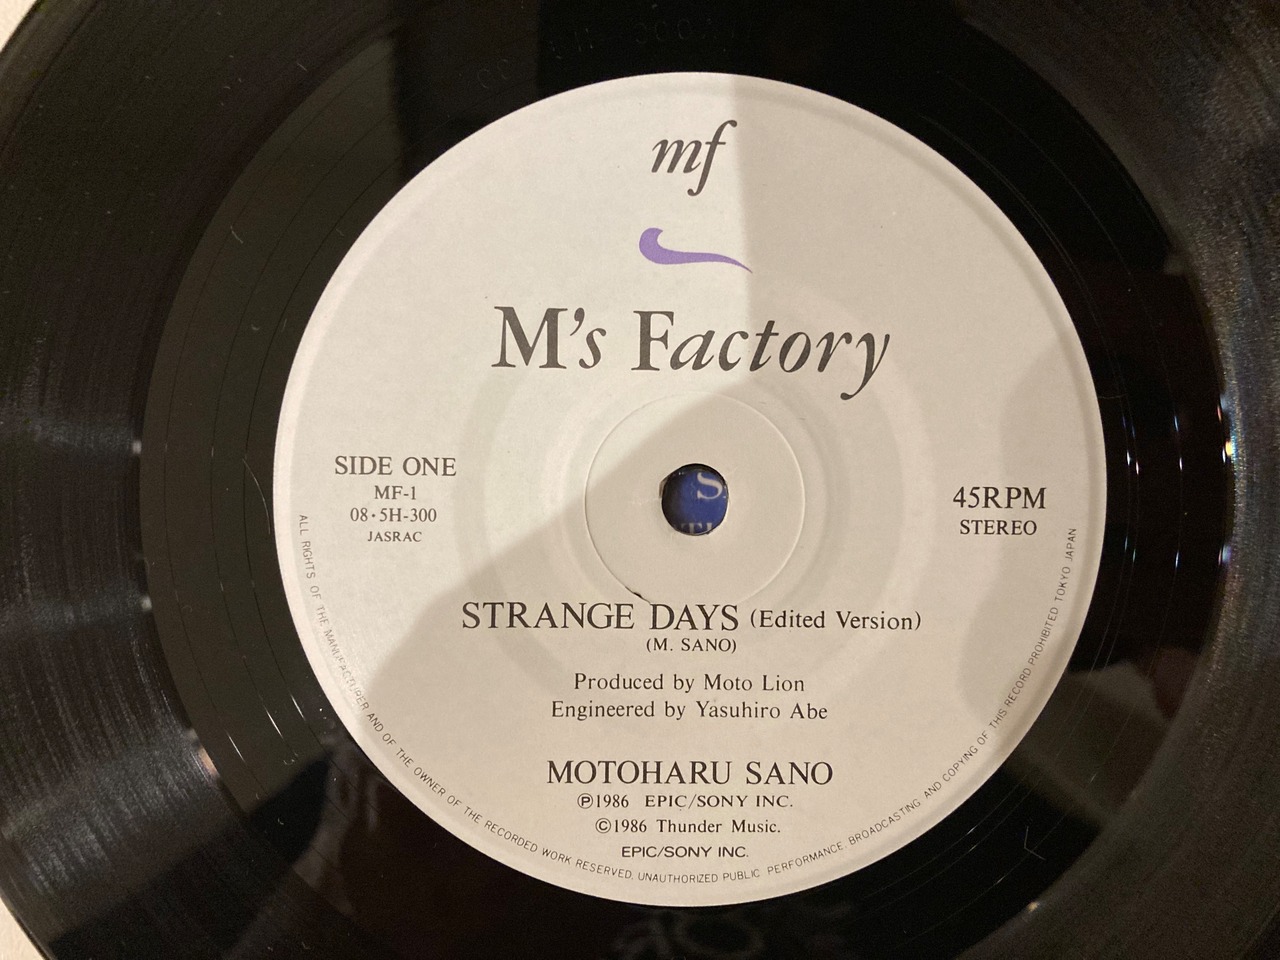 mf
M's Factory
SIDE ONE
MF-1
08・5H-300
JASRAC
45RPM
STEREO
STRANGE DAYS (Edited Version)
(M. SANO)
Produced by Moto Lion
Engineered by Yasuhiro Abe
MOTOHARU SANO
Ⓟ1986 EPIC/SONY INC.
©1986 Thunder Music.
EPIC/SONY INC.
ALL RIGHTS OF THE MANUFACTURER AND OF THE OWNER OF THE RECORDED WORK RESERVED. UNAUTHORIZED PUBLIC PERFORMANCE. BROADCASTING AND COPYING OF THIS RECORD PROHIBITED TOKYO JAPAN